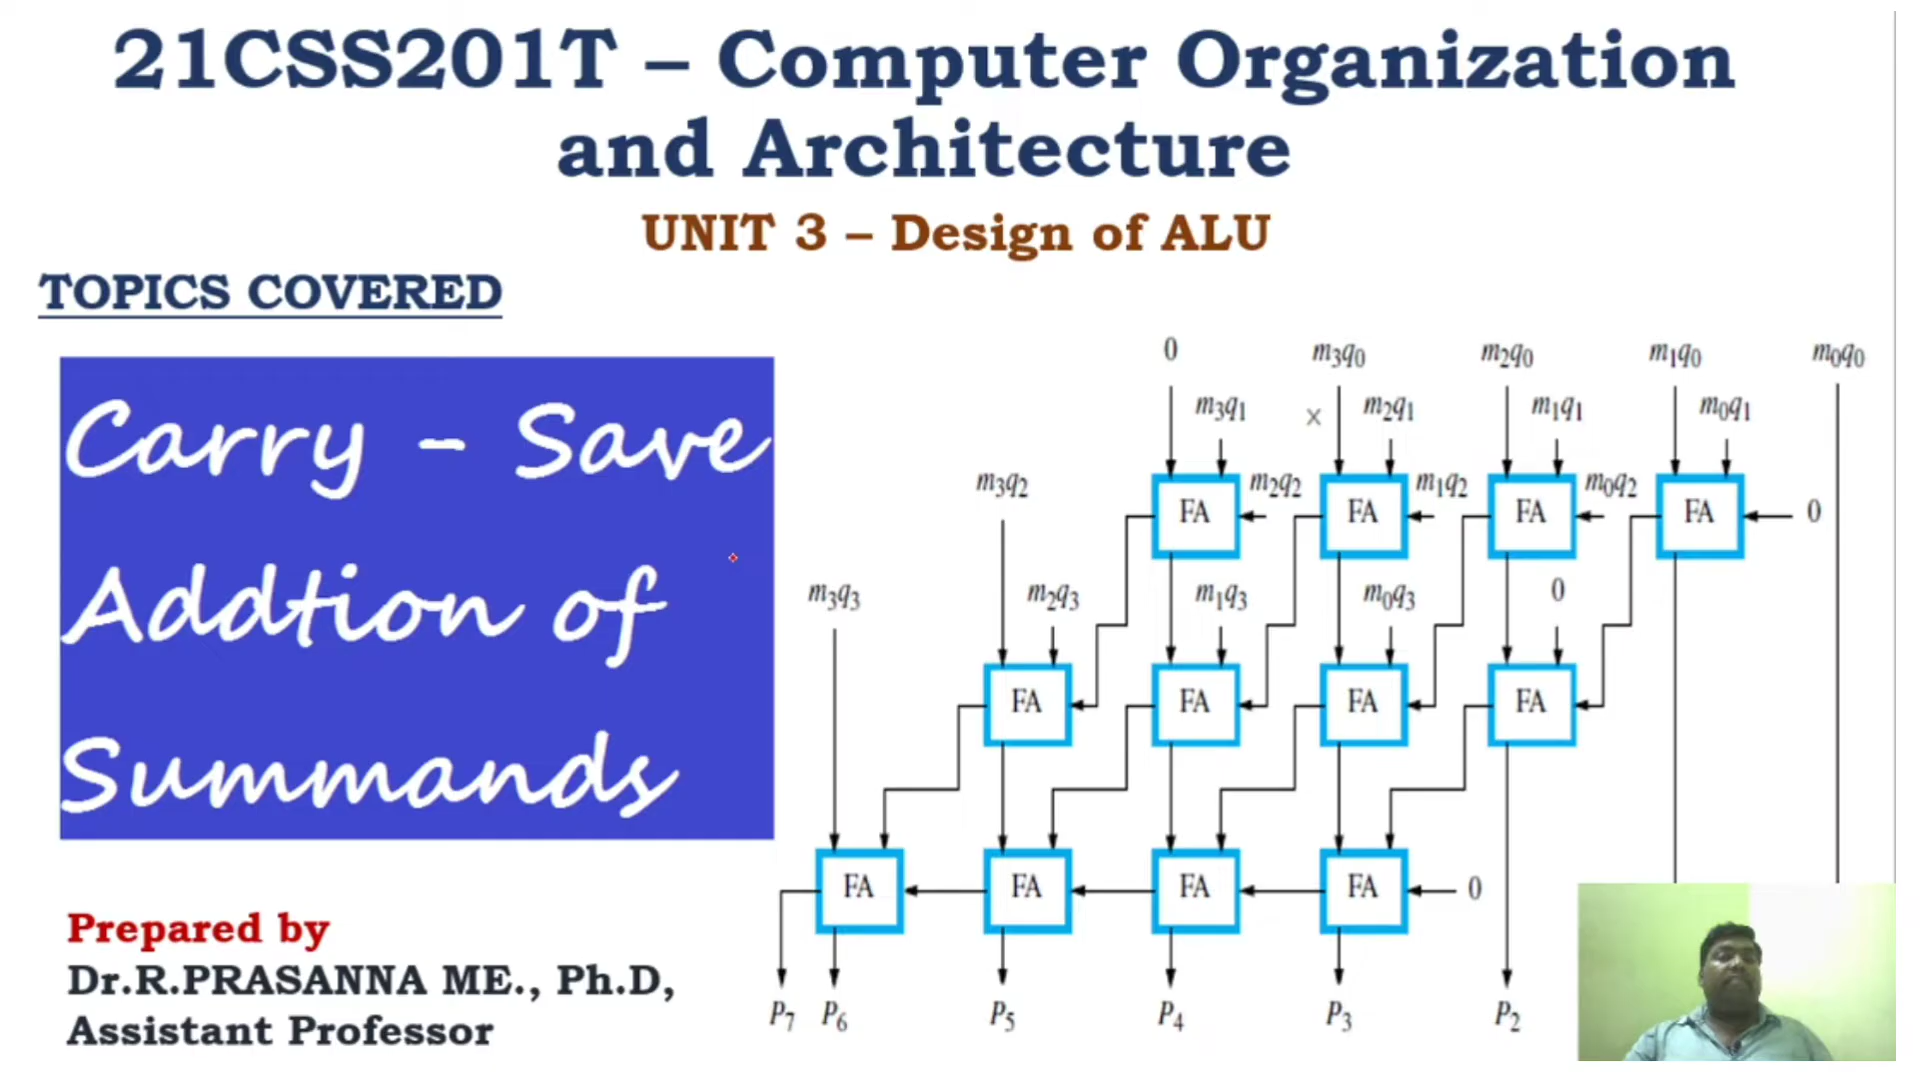 21CSS201T – Computer Organization
and Architecture
UNIT 3 – Design of ALU
TOPICS COVERED
Carry - Save
Addtion of
Summands
Prepared by
Dr.R.PRASANNA ME., Ph.D,
Assistant Professor
0 m₃q₀ m₂q₀ m₁q₀ m₀q₀
m₃q₁ x m₂q₁ m₁q₁ m₀q₁
m₃q₂ m₂q₂ m₁q₂ m₀q₂
FA FA FA FA 0
m₃q₃ m₂q₃ m₁q₃ m₀q₃ 0
FA FA FA FA
FA FA FA FA 0
P₇ P₆ P₅ P₄ P₃ P₂